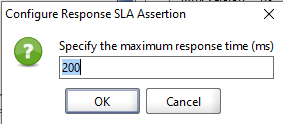 Configure Response SLA Assertion
Specify the maximum response time (ms)
200
OK
Cancel